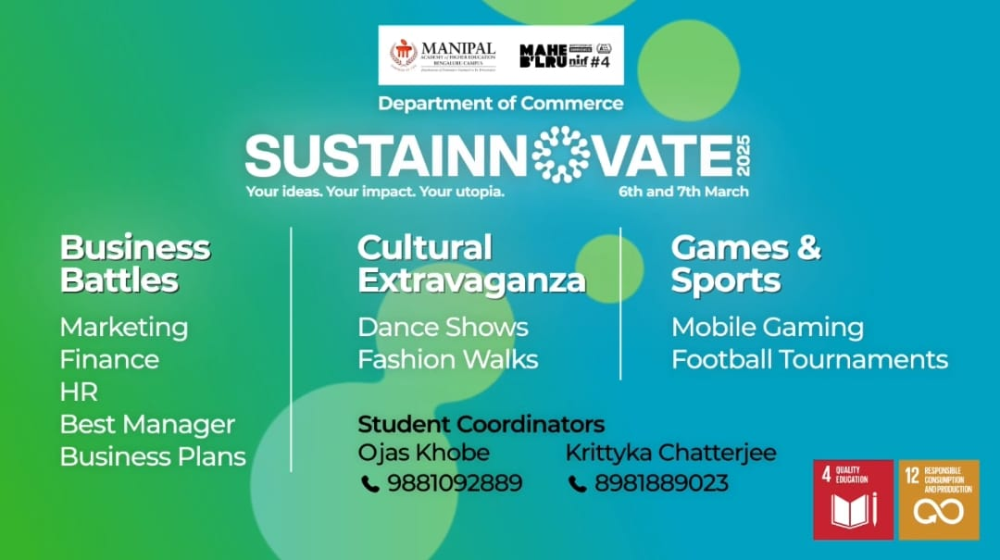 MANIPAL
ACADEMY of HIGHER EDUCATION
BENGALURU CAMPUS
MAHE
B'LRU
nirf #4
Department of Commerce
SUSTAINNOVATE 2025
Your ideas. Your impact. Your utopia.
6th and 7th March
Business
Battles
Marketing
Finance
HR
Best Manager
Business Plans
Cultural
Extravaganza
Dance Shows
Fashion Walks
Games &
Sports
Mobile Gaming
Football Tournaments
Student Coordinators
Ojas Khobe
9881092889
Krittyka Chatterjee
8981889023
4 QUALITY
EDUCATION
12 RESPONSIBLE
CONSUMPTION
AND PRODUCTION